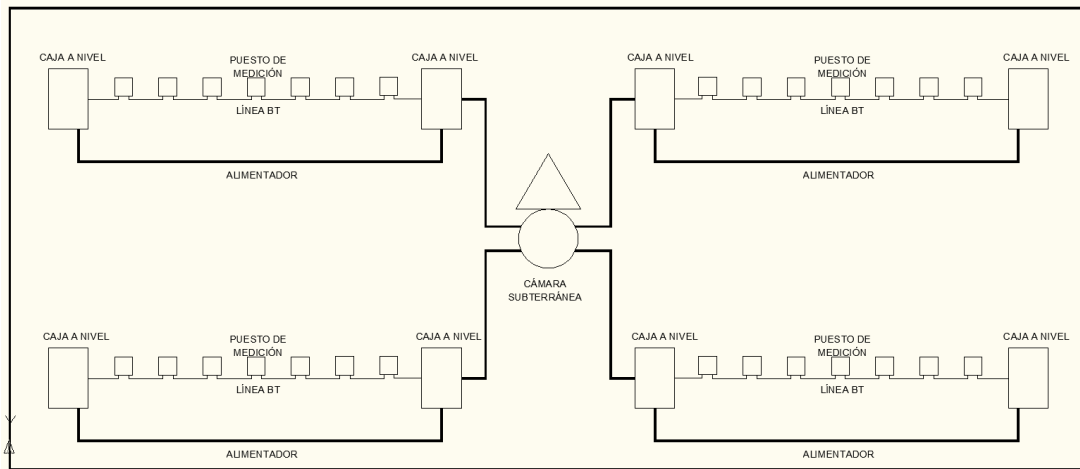 CAJA A NIVEL
PUESTO DE
MEDICIÓN
CAJA A NIVEL
LÍNEA BT
ALIMENTADOR
CAJA A NIVEL
PUESTO DE
MEDICIÓN
CAJA A NIVEL
LÍNEA BT
ALIMENTADOR
CÁMARA
SUBTERRÁNEA
CAJA A NIVEL
PUESTO DE
MEDICIÓN
CAJA A NIVEL
LÍNEA BT
ALIMENTADOR
CAJA A NIVEL
PUESTO DE
MEDICIÓN
CAJA A NIVEL
LÍNEA BT
ALIMENTADOR